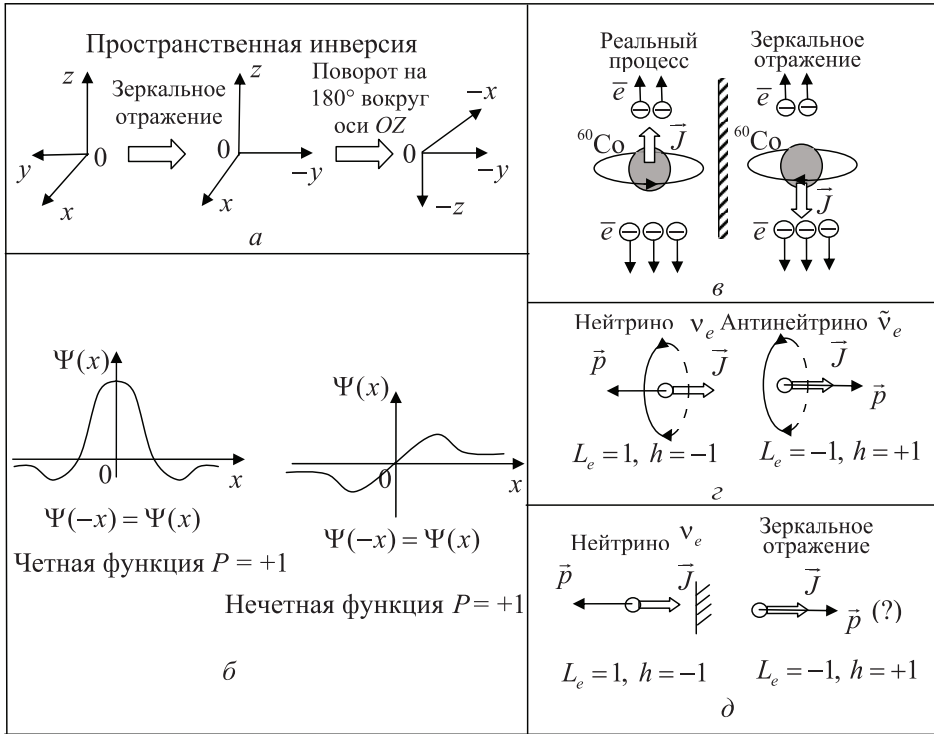 Пространственная инверсия
z
Зеркальное
отражение
y
0
x
z
0
−y
x
Поворот на
180° вокруг
оси OZ
−x
0
−y
−z
а
Ψ(x)
0
x
Ψ(−x) = Ψ(x)
Четная функция P = +1
Ψ(x)
0
x
Ψ(−x) = Ψ(x)
Нечетная функция P = +1
б
Реальный
процесс
Зеркальное
отражение
e̅
e̅
⁶⁰Co
J⃗
⁶⁰Co
J⃗
e̅
e̅
в
Нейтрино νₑ Антинейтрино ν̃ₑ
p⃗
J⃗
J⃗
p⃗
Lₑ = 1, h = −1
Lₑ = −1, h = +1
г
Нейтрино νₑ
Зеркальное
отражение
p⃗
J⃗
J⃗
p⃗ (?)
Lₑ = 1, h = −1
Lₑ = −1, h = +1
д